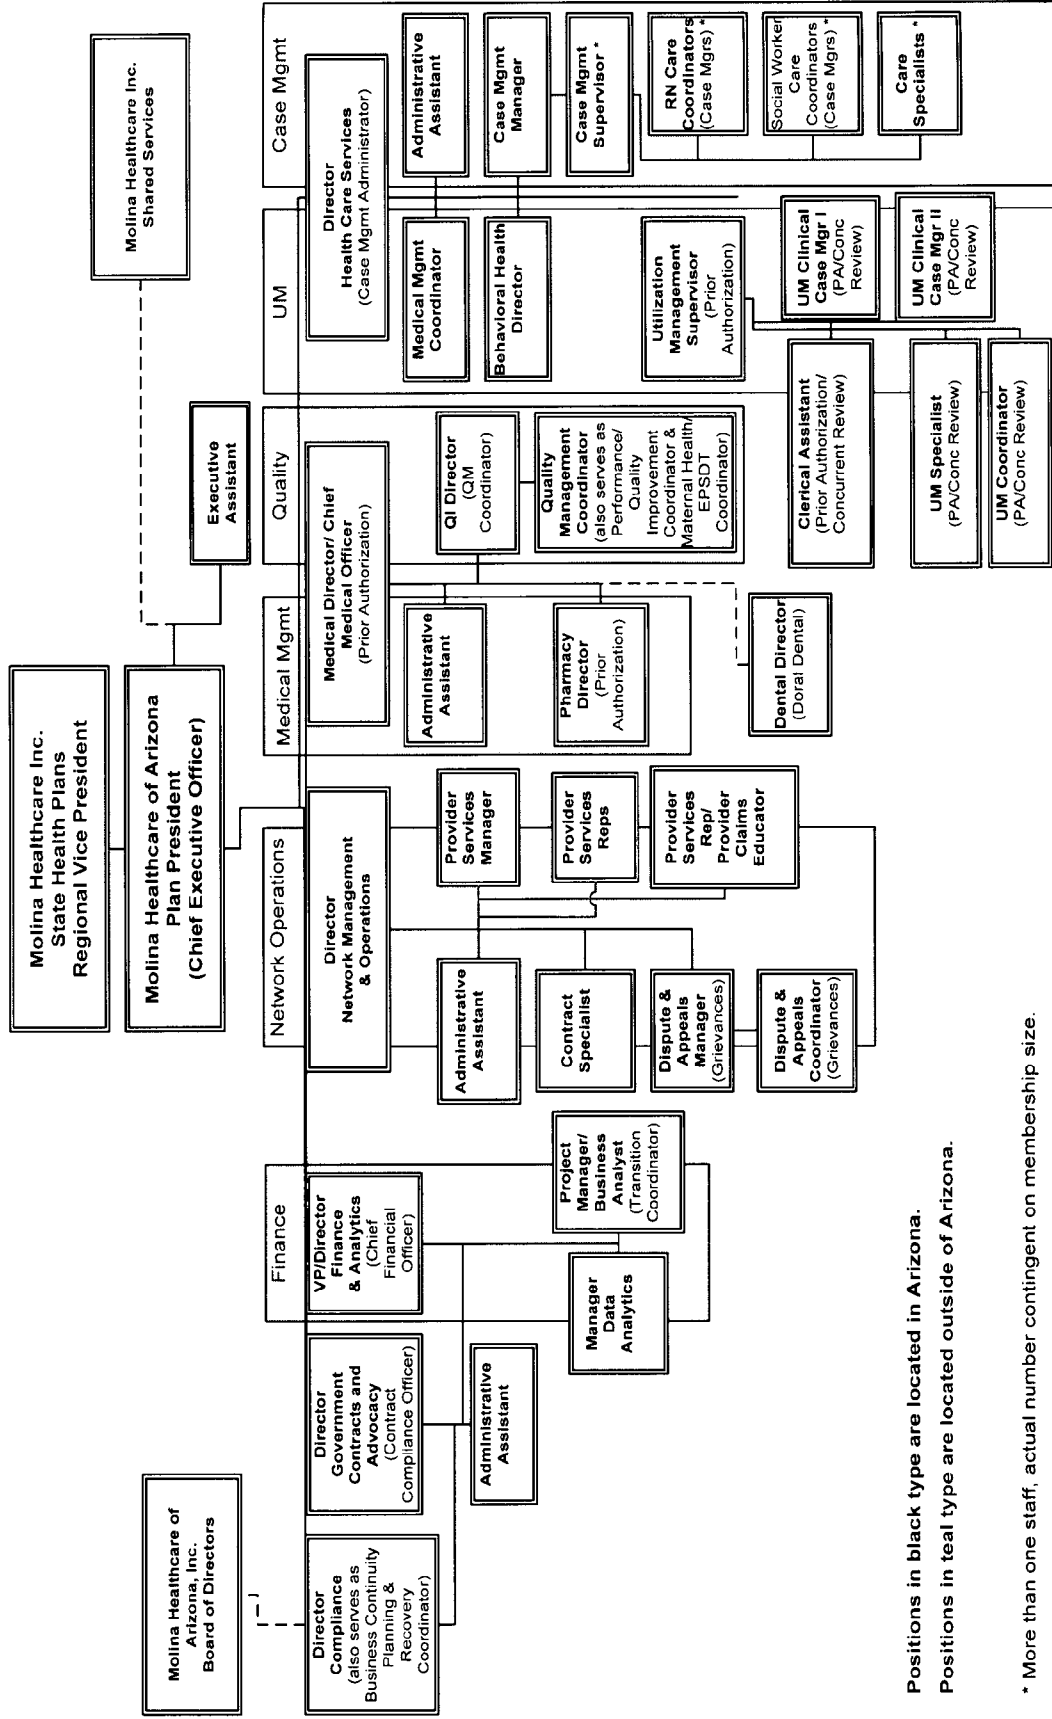 Molina Healthcare Inc.
State Health Plans
Regional Vice President
Molina Healthcare of Arizona
Plan President
(Chief Executive Officer)
Molina Healthcare Inc.
Shared Services
Executive
Assistant
Molina Healthcare of
Arizona, Inc.
Board of Directors
Director
Compliance
(also serves as
Business Continuity
Planning &
Recovery
Coordinator)
Director
Government
Contracts and
Advocacy
(Contract
Compliance Officer)
Administrative
Assistant
Finance
VP/Director
Finance
& Analytics
(Chief
Financial
Officer)
Manager
Data
Analytics
Project
Manager/
Business
Analyst
(Transition
Coordinator)
Network Operations
Director
Network Management
& Operations
Administrative
Assistant
Contract
Specialist
Dispute &
Appeals
Manager
(Grievances)
Dispute &
Appeals
Coordinator
(Grievances)
Provider
Services
Manager
Provider
Services
Reps
Provider
Services
Rep/
Provider
Claims
Educator
Medical Mgmt
Quality
Medical Director/ Chief
Medical Officer
(Prior Authorization)
Administrative
Assistant
Pharmacy
Director
(Prior
Authorization)
Dental Director
(Doral Dental)
QI Director
(QM
Coordinator)
Quality
Management
Coordinator
(also serves as
Performance/
Quality
Improvement
Coordinator &
Maternal Health/
EPSDT
Coordinator)
UM
Case Mgmt
Director
Health Care Services
(Case Mgmt Administrator)
Medical Mgmt
Coordinator
Behavioral Health
Director
Utilization
Management
Supervisor
(Prior
Authorization)
Clerical Assistant
(Prior Authorization/
Concurrent Review)
UM Specialist
(PA/Conc Review)
UM Coordinator
(PA/Conc Review)
UM Clinical
Case Mgr I
(PA/Conc
Review)
UM Clinical
Case Mgr II
(PA/Conc
Review)
Administrative
Assistant
Case Mgmt
Manager
Case Mgmt
Supervisor *
RN Care
Coordinators
(Case Mgrs) *
Social Worker
Care
Coordinators
(Case Mgrs) *
Care
Specialists *
Positions in black type are located in Arizona.
Positions in teal type are located outside of Arizona.
* More than one staff, actual number contingent on membership size.